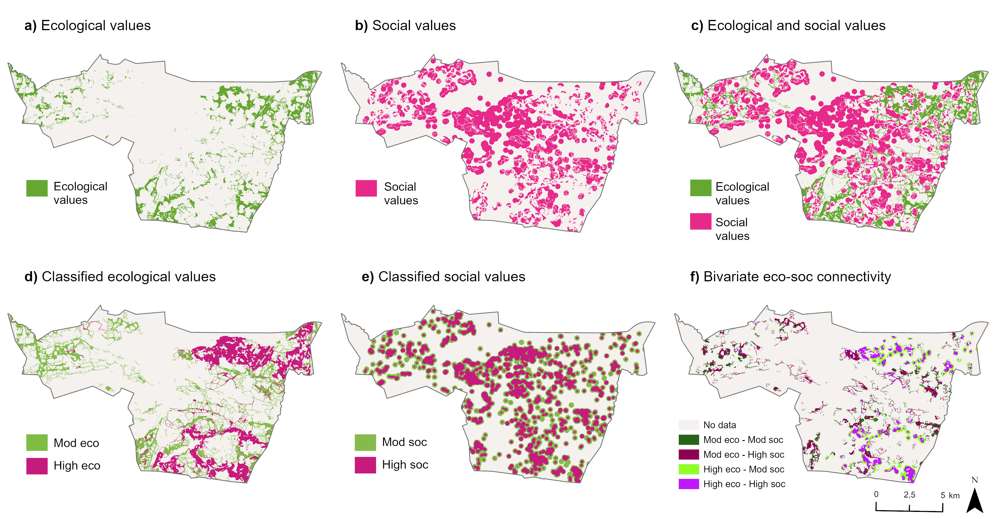 a) Ecological values
b) Social values
c) Ecological and social values
Ecological
values
Social
values
Ecological
values
Social
values
d) Classified ecological values
e) Classified social values
f) Bivariate eco-soc connectivity
Mod eco
High eco
Mod soc
High soc
No data
Mod eco - Mod soc
Mod eco - High soc
High eco - Mod soc
High eco - High soc
N
0 2,5 5 km